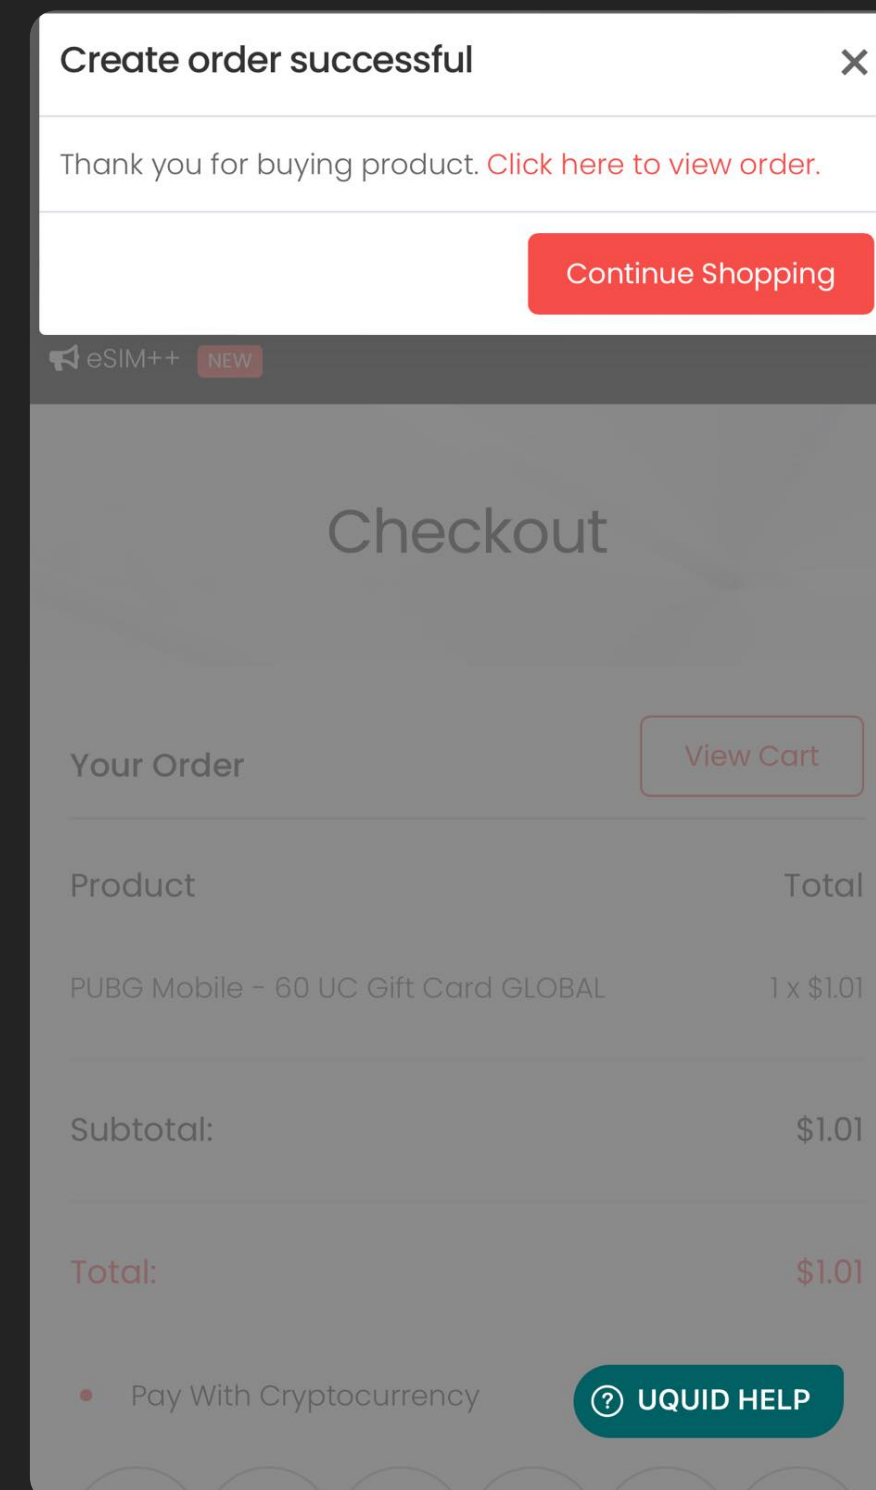 Create order successful ×
Thank you for buying product. Click here to view order.
Continue Shopping
eSIM++ NEW
Checkout
Your Order View Cart
Product Total
PUBG Mobile - 60 UC Gift Card GLOBAL 1 x $1.01
Subtotal: $1.01
Total: $1.01
• Pay With Cryptocurrency
? UQUID HELP